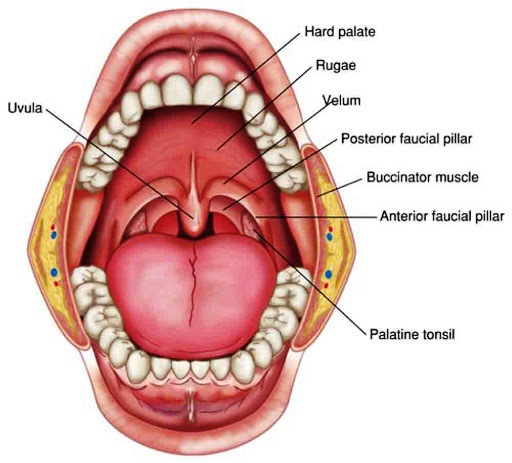 Hard palate
Rugae
Velum
Uvula
Posterior faucial pillar
Buccinator muscle
Anterior faucial pillar
Palatine tonsil